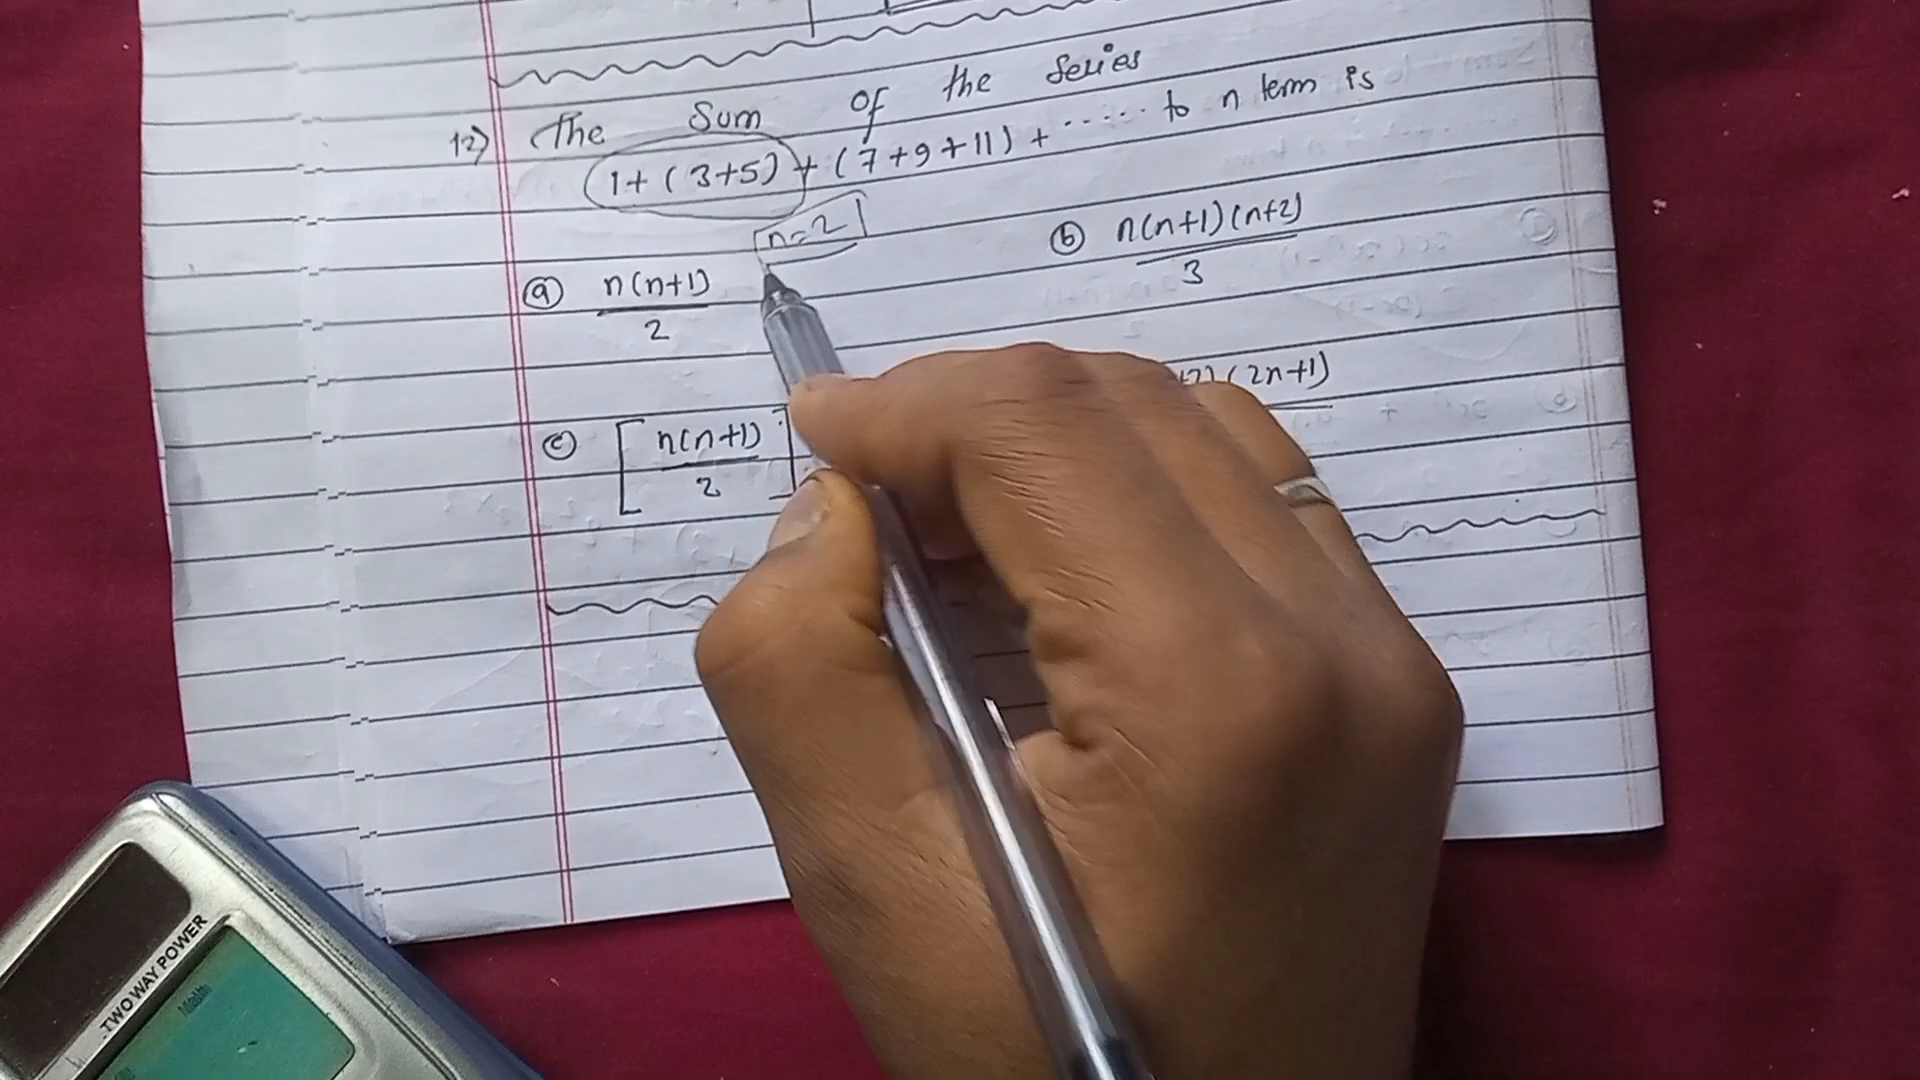 12) The Sum of the Series
1+(3+5)+(7+9+11)+...... to n term is
n=2
(a) n(n+1)
2
(b) n(n+1)(n+2)
3
(2n+1)
(c) [n(n+1)
2]
TWO WAY POWER
Math